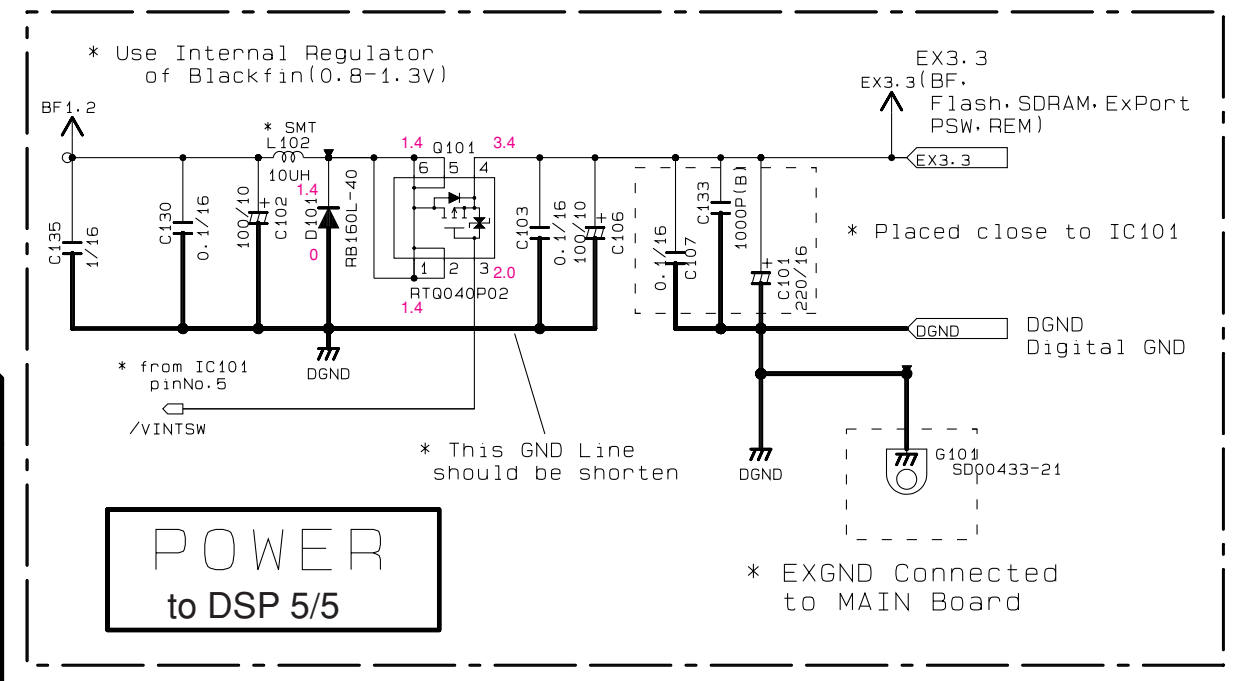 * Use Internal Regulator
of Blackfin(0.8-1.3V)
BF1.2
* SMT
L102
10UH
1.4
Q101
3.4
6
5
4
EX3.3
EX3.3(BF,
Flash, SDRAM, ExPort
PSW, REM)
EX3.3
C135
1/16
C130
0.1/16
100/10
C102
+
1.4
D101
0
RB160L-40
1
2
3
2.0
RTQ040P02
1.4
C103
0.1/16
100/10
C106
+
0.1/16
C107
C133
1000P(B)
C101
220/16
+
* Placed close to IC101
DGND
DGND
Digital GND
* from IC101
pinNo.5
/VINTSW
DGND
* This GND Line
should be shorten
DGND
G101
SD00433-21
* EXGND Connected
to MAIN Board
POWER
to DSP 5/5